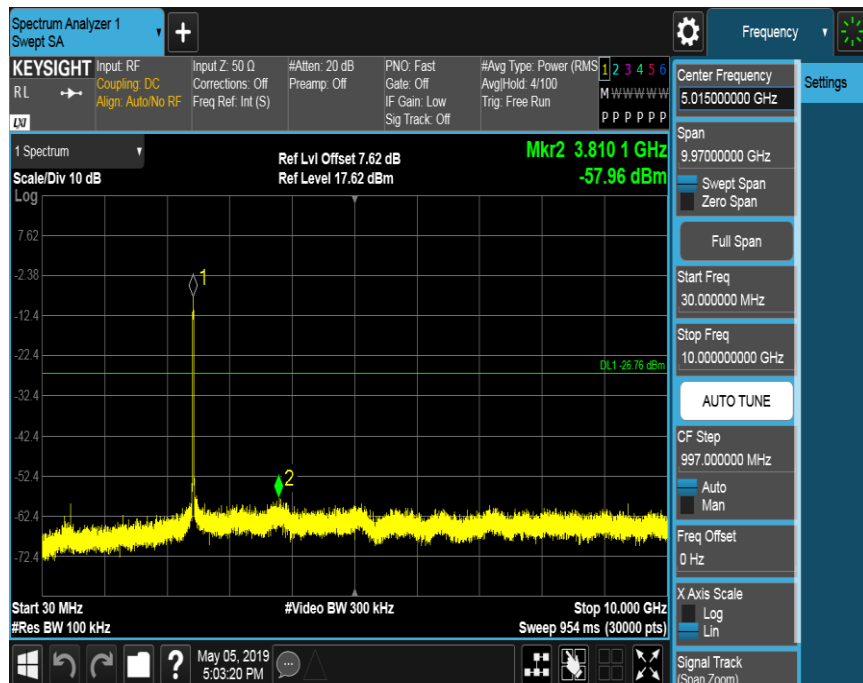 Spectrum Analyzer 1
Swept SA
+
Frequency
KEYSIGHT
RL
LXI
Input: RF
Coupling: DC
Align: Auto/No RF
Input Z: 50 Ω
Corrections: Off
Freq Ref: Int (S)
#Atten: 20 dB
Preamp: Off
PNO: Fast
Gate: Off
IF Gain: Low
Sig Track: Off
#Avg Type: Power (RMS
Avg|Hold: 4/100
Trig: Free Run
1 2 3 4 5 6
M W W W W W
P P P P P P
Center Frequency
5.015000000 GHz
Settings
1 Spectrum
Scale/Div 10 dB
Ref Lvl Offset 7.62 dB
Ref Level 17.62 dBm
Mkr2 3.810 1 GHz
-57.96 dBm
Log
7.62
-2.38
-12.4
-22.4
-32.4
-42.4
-52.4
-62.4
-72.4
1
2
DL1 -26.76 dBm
Start 30 MHz
#Res BW 100 kHz
#Video BW 300 kHz
Stop 10.000 GHz
Sweep 954 ms (30000 pts)
Span
9.97000000 GHz
Swept Span
Zero Span
Full Span
Start Freq
30.000000 MHz
Stop Freq
10.000000000 GHz
AUTO TUNE
CF Step
997.000000 MHz
Auto
Man
Freq Offset
0 Hz
X Axis Scale
Log
Lin
Signal Track
(Span Zoom)
?
May 05, 2019
5:03:20 PM